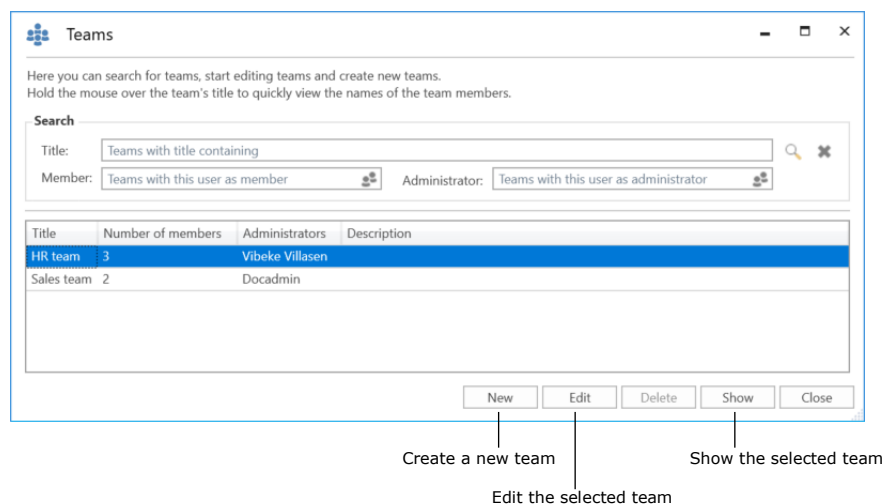 Teams
Here you can search for teams, start editing teams and create new teams.
Hold the mouse over the team's title to quickly view the names of the team members.
Search
Title: Teams with title containing
Member: Teams with this user as member Administrator: Teams with this user as administrator
Title Number of members Administrators Description
HR team 3 Vibeke Villasen
Sales team 2 Docadmin
New Edit Delete Show Close
Create a new team Show the selected team
Edit the selected team